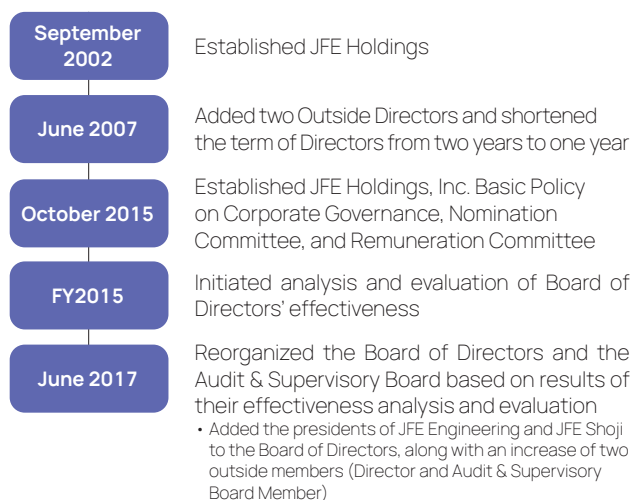 September
2002
Established JFE Holdings
June 2007
Added two Outside Directors and shortened
the term of Directors from two years to one year
October 2015
Established JFE Holdings, Inc. Basic Policy
on Corporate Governance, Nomination
Committee, and Remuneration Committee
FY2015
Initiated analysis and evaluation of Board of
Directors' effectiveness
June 2017
Reorganized the Board of Directors and the
Audit & Supervisory Board based on results of
their effectiveness analysis and evaluation
• Added the presidents of JFE Engineering and JFE Shoji
to the Board of Directors, along with an increase of two
outside members (Director and Audit & Supervisory
Board Member)